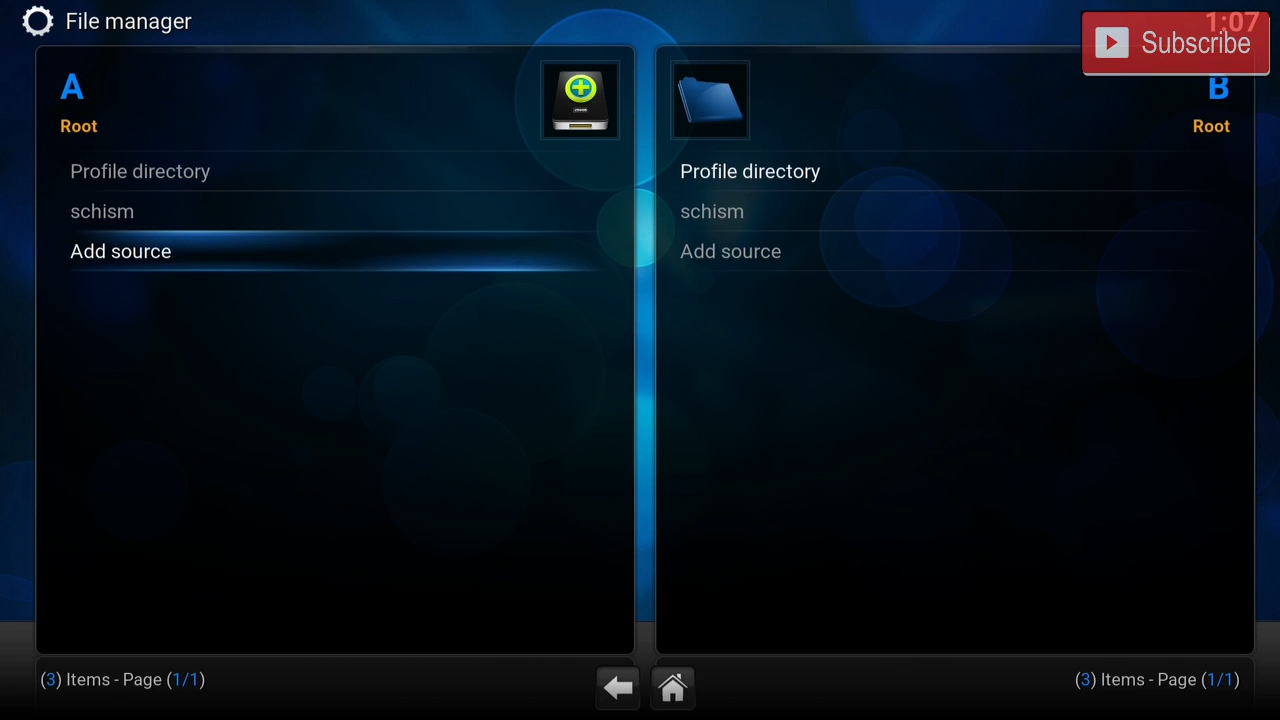 File manager
1:07
Subscribe
A
Root
Profile directory
schism
Add source
B
Root
Profile directory
schism
Add source
(3) Items - Page (1/1)
(3) Items - Page (1/1)